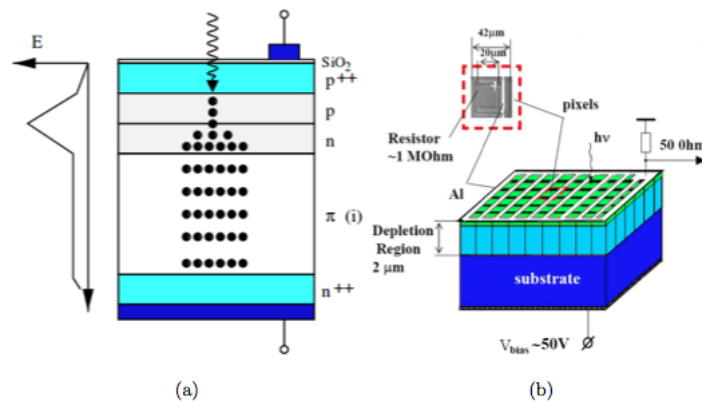 E
SiO2
p++
p
n
π (i)
n++
(a)
42μm
20μm
pixels
Resistor
~1 MOhm
hν
50 Ohm
Al
Depletion
Region
2 μm
substrate
Vbias ~50V
(b)